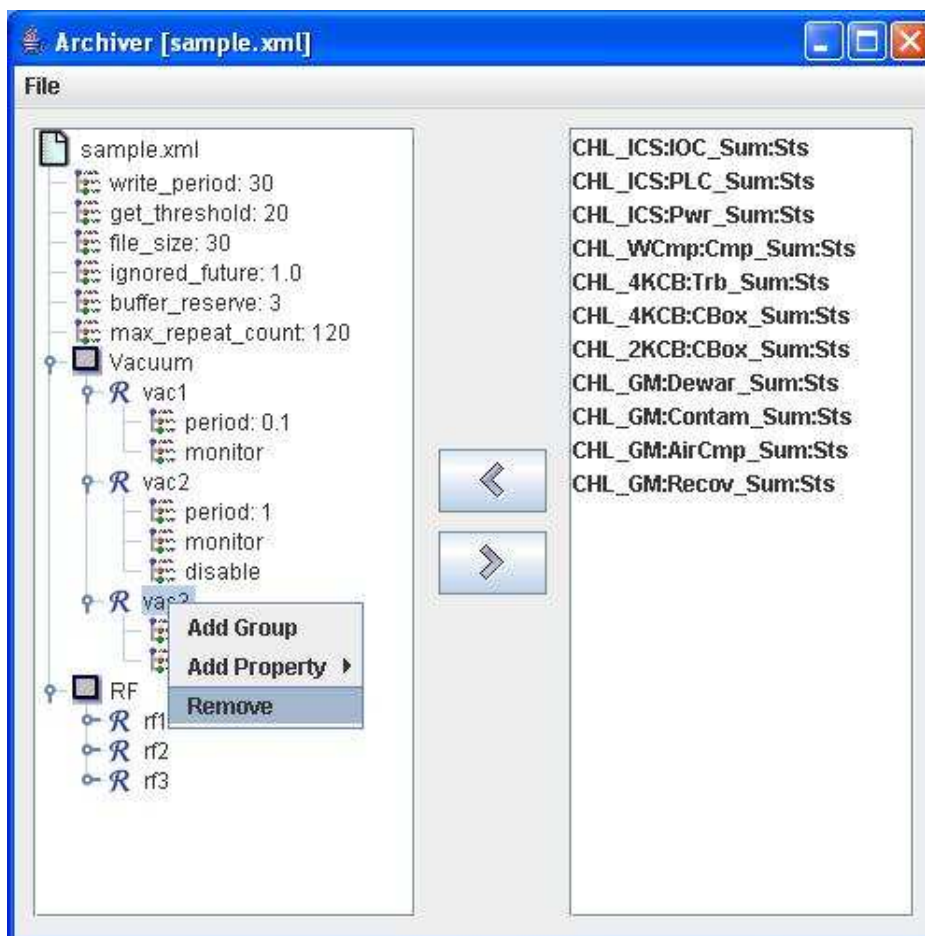 Archiver [sample.xml]
File
sample.xml
write_period: 30
get_threshold: 20
file_size: 30
ignored_future: 1.0
buffer_reserve: 3
max_repeat_count: 120
Vacuum
R vac1
period: 0.1
monitor
R vac2
period: 1
monitor
disable
R vac3
Add Group
Add Property
Remove
RF
R rf1
R rf2
R rf3
CHL_ICS:IOC_Sum:Sts
CHL_ICS:PLC_Sum:Sts
CHL_ICS:Pwr_Sum:Sts
CHL_WCmp:Cmp_Sum:Sts
CHL_4KCB:Trb_Sum:Sts
CHL_4KCB:CBox_Sum:Sts
CHL_2KCB:CBox_Sum:Sts
CHL_GM:Dewar_Sum:Sts
CHL_GM:Contam_Sum:Sts
CHL_GM:AirCmp_Sum:Sts
CHL_GM:Recov_Sum:Sts